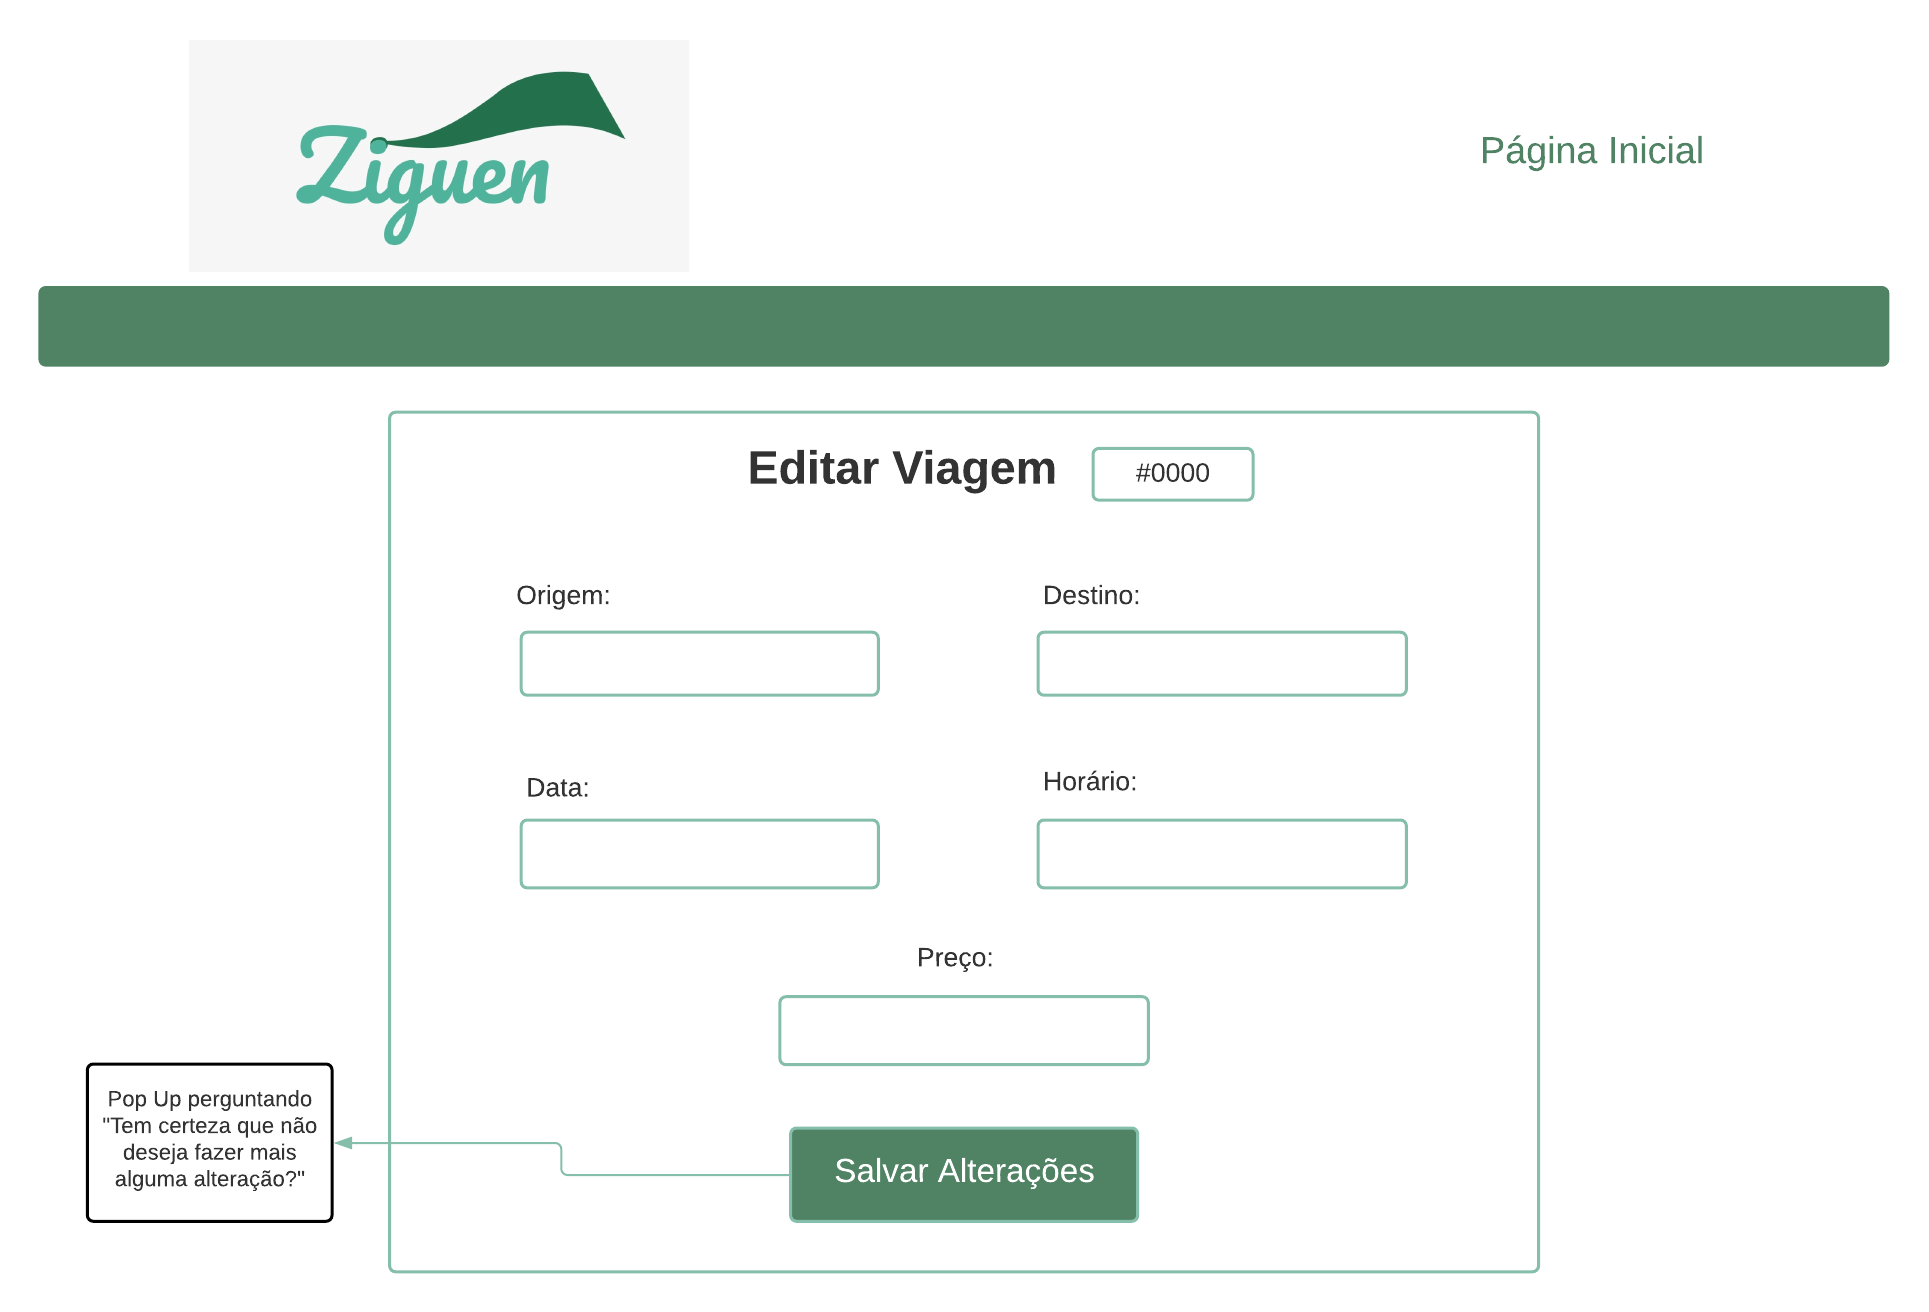 Ziguen
Página Inicial
Editar Viagem
#0000
Origem:
Destino:
Data:
Horário:
Preço:
Pop Up perguntando
"Tem certeza que não
deseja fazer mais
alguma alteração?"
Salvar Alterações